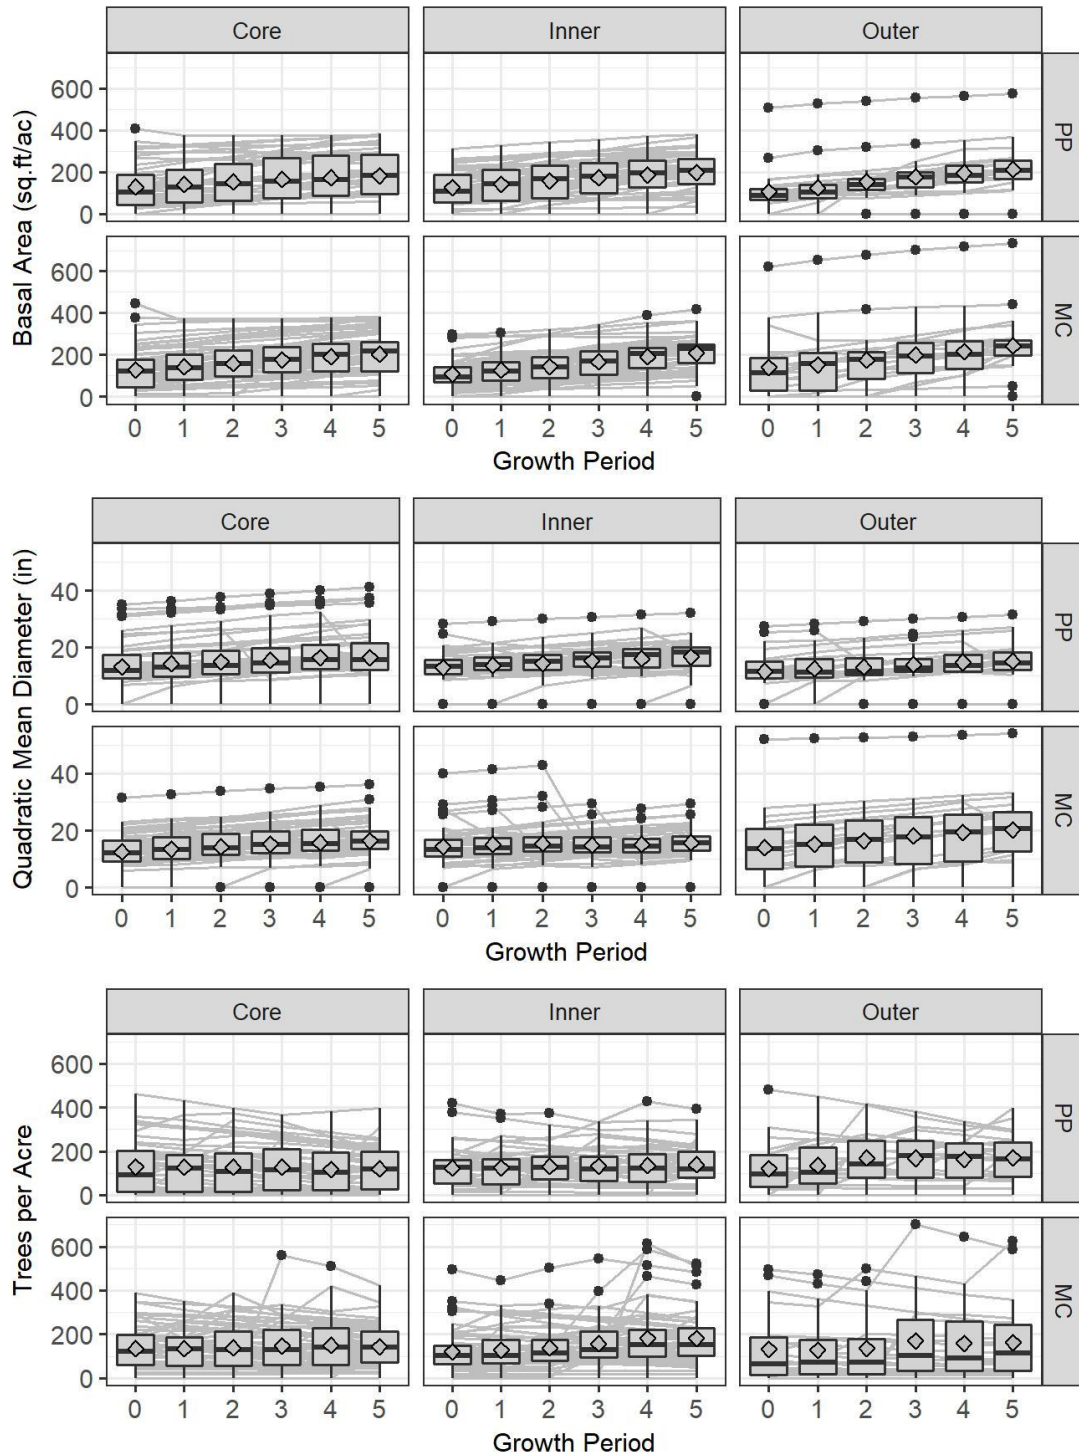 Core Inner Outer
Basal Area (sq.ft/ac)
600
400
200
0
PP
600
400
200
0
MC
0 1 2 3 4 5 0 1 2 3 4 5 0 1 2 3 4 5
Growth Period
Core Inner Outer
Quadratic Mean Diameter (in)
40
20
0
PP
40
20
0
MC
0 1 2 3 4 5 0 1 2 3 4 5 0 1 2 3 4 5
Growth Period
Core Inner Outer
Trees per Acre
600
400
200
0
PP
600
400
200
0
MC
0 1 2 3 4 5 0 1 2 3 4 5 0 1 2 3 4 5
Growth Period